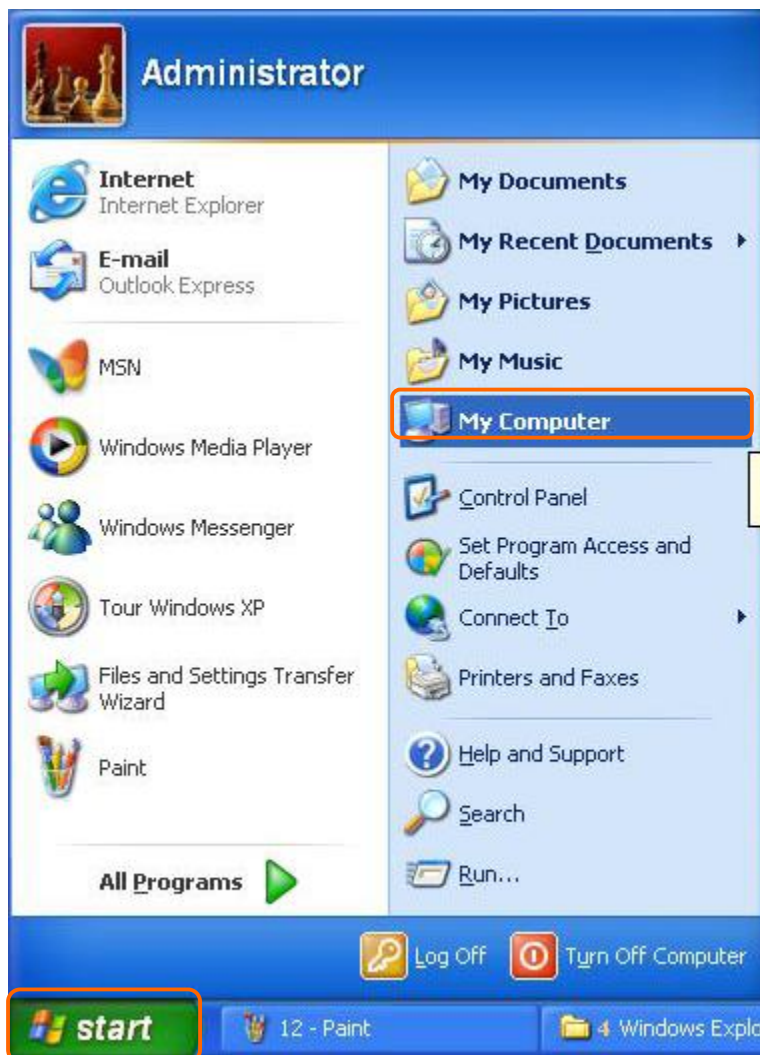 Administrator
Internet
Internet Explorer
E-mail
Outlook Express
MSN
Windows Media Player
Windows Messenger
Tour Windows XP
Files and Settings Transfer
Wizard
Paint
All Programs
My Documents
My Recent Documents
My Pictures
My Music
My Computer
Control Panel
Set Program Access and
Defaults
Connect To
Printers and Faxes
Help and Support
Search
Run...
Log Off
Turn Off Computer
start
12 - Paint
4 Windows Explo